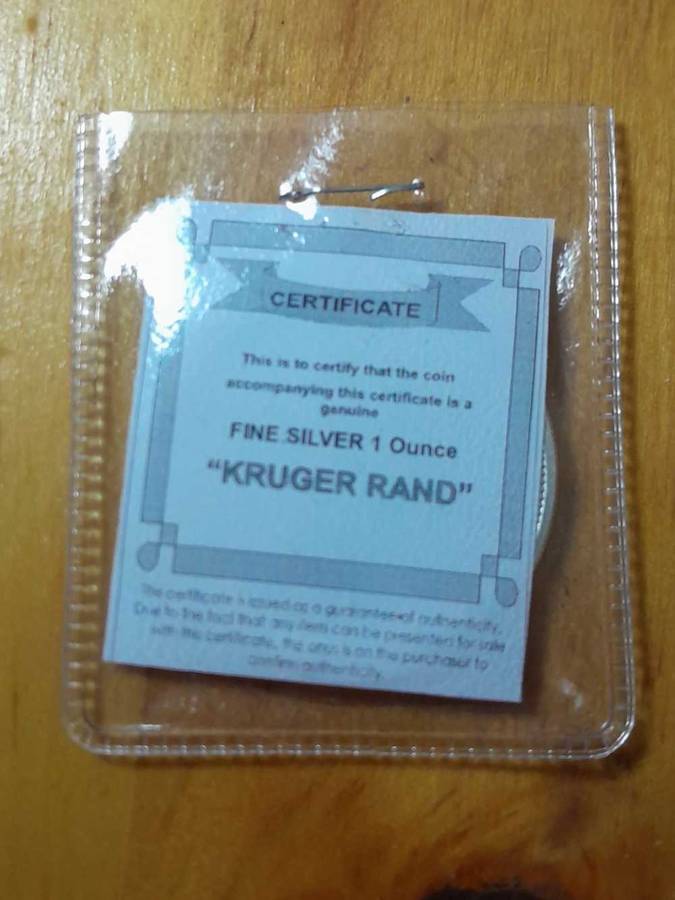 CERTIFICATE
This is to certify that the coin
accompanying this certificate is a
genuine
FINE SILVER 1 Ounce
“KRUGER RAND”
The certificate is issued as a guarantee of authenticity.
Due to the fact that any item can be presented for sale
with this certificate, the onus is on the purchaser to
confirm authenticity.